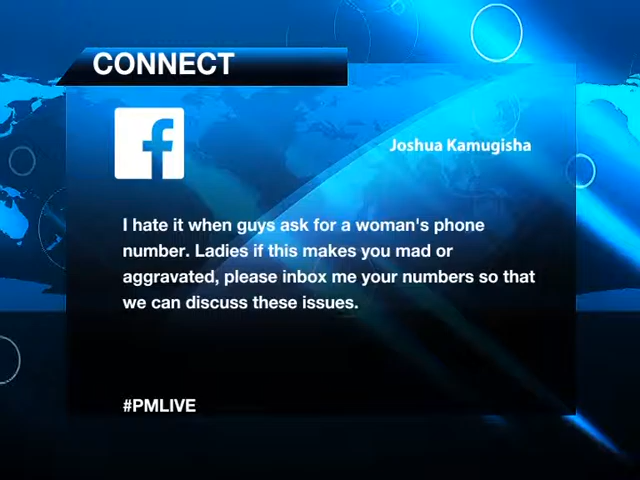 CONNECT
Joshua Kamugisha
I hate it when guys ask for a woman's phone
number. Ladies if this makes you mad or
aggravated, please inbox me your numbers so that
we can discuss these issues.
#PMLIVE